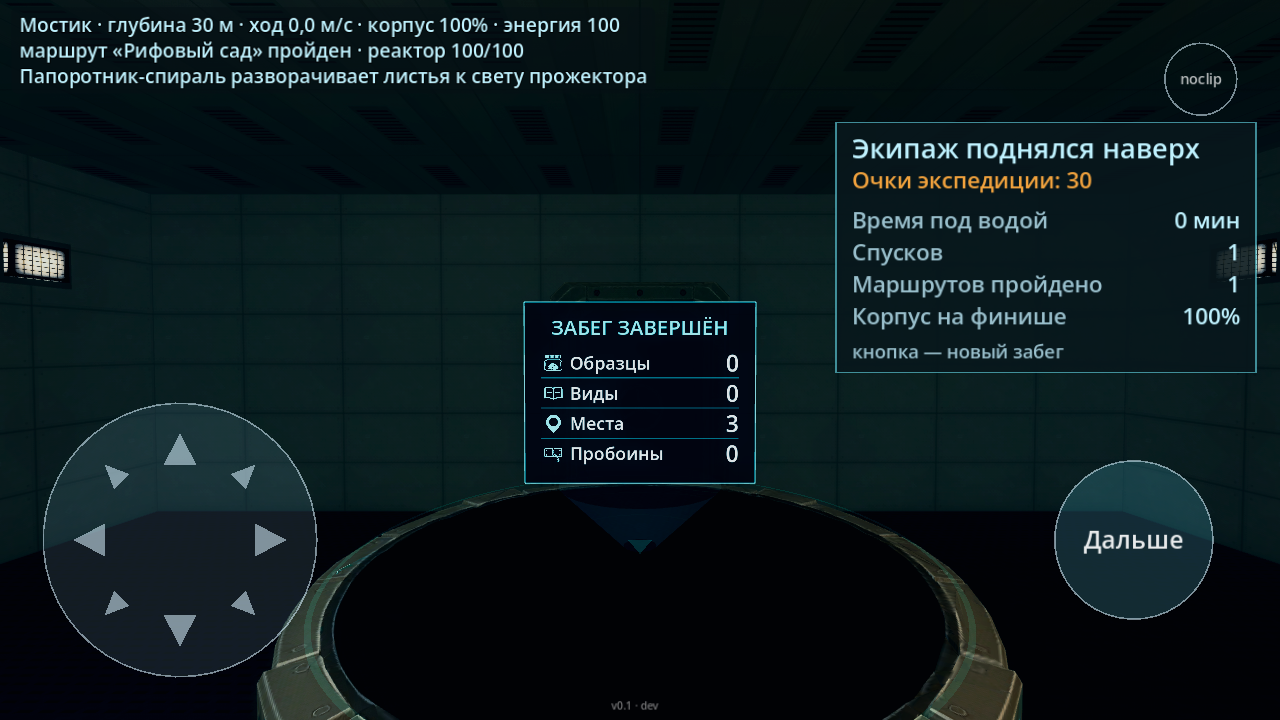 Мостик · глубина 30 м · ход 0,0 м/с · корпус 100% · энергия 100
маршрут «Рифовый сад» пройден · реактор 100/100
Папоротник-спираль разворачивает листья к свету прожектора
noclip
Экипаж поднялся наверх
Очки экспедиции: 30
Время под водой 0 мин
Спусков 1
Маршрутов пройдено 1
Корпус на финише 100%
кнопка — новый забег
ЗАБЕГ ЗАВЕРШЁН
Образцы 0
Виды 0
Места 3
Пробоины 0
Дальше
v0.1 · dev